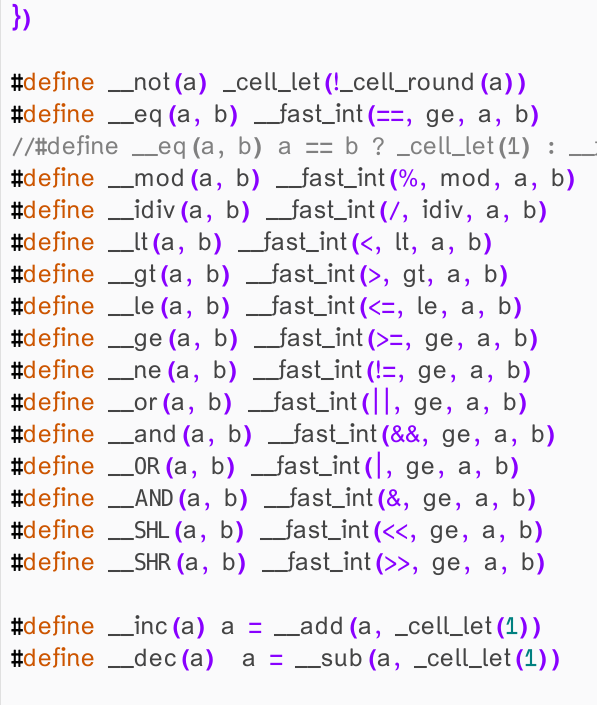 })
#define __not(a) _cell_let(!_cell_round(a))
#define __eq(a, b) __fast_int(==, ge, a, b)
//#define __eq(a, b) a == b ? _cell_let(1) :
#define __mod(a, b) __fast_int(%, mod, a, b)
#define __idiv(a, b) __fast_int(/, idiv, a, b)
#define __lt(a, b) __fast_int(<, lt, a, b)
#define __gt(a, b) __fast_int(>, gt, a, b)
#define __le(a, b) __fast_int(<=, le, a, b)
#define __ge(a, b) __fast_int(>=, ge, a, b)
#define __ne(a, b) __fast_int(!=, ge, a, b)
#define __or(a, b) __fast_int(||, ge, a, b)
#define __and(a, b) __fast_int(&&, ge, a, b)
#define __OR(a, b) __fast_int(|, ge, a, b)
#define __AND(a, b) __fast_int(&, ge, a, b)
#define __SHL(a, b) __fast_int(<<, ge, a, b)
#define __SHR(a, b) __fast_int(>>, ge, a, b)
#define __inc(a) a = __add(a, _cell_let(1))
#define __dec(a)  a = __sub(a, _cell_let(1))